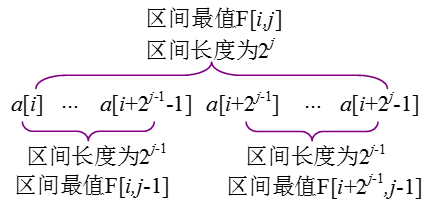 区间最值F[i,j]
区间长度为2^j
a[i] ... a[i+2^{j-1}-1] a[i+2^{j-1}] ... a[i+2^j-1]
区间长度为2^{j-1} 区间长度为2^{j-1}
区间最值F[i,j-1] 区间最值F[i+2^{j-1},j-1]